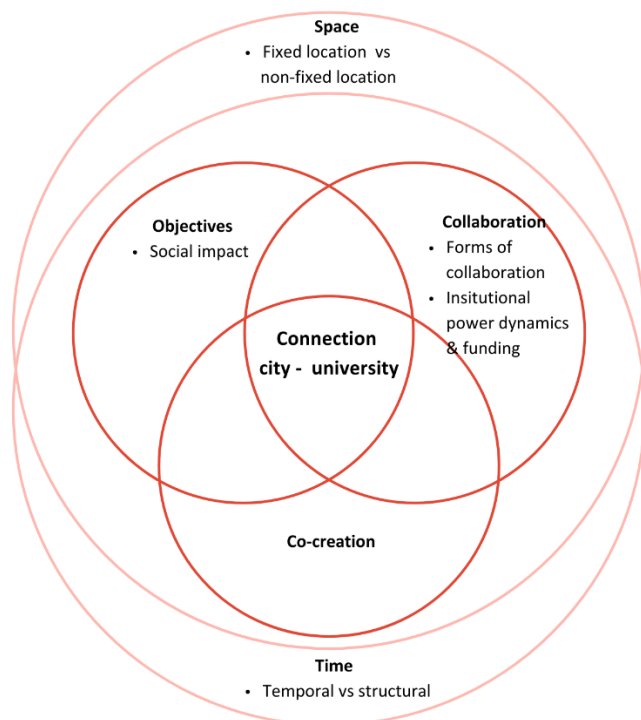 Space
• Fixed location vs
non-fixed location
Objectives
• Social impact
Collaboration
• Forms of
collaboration
• Insitutional
power dynamics
& funding
Connection
city - university
Co-creation
Time
• Temporal vs structural